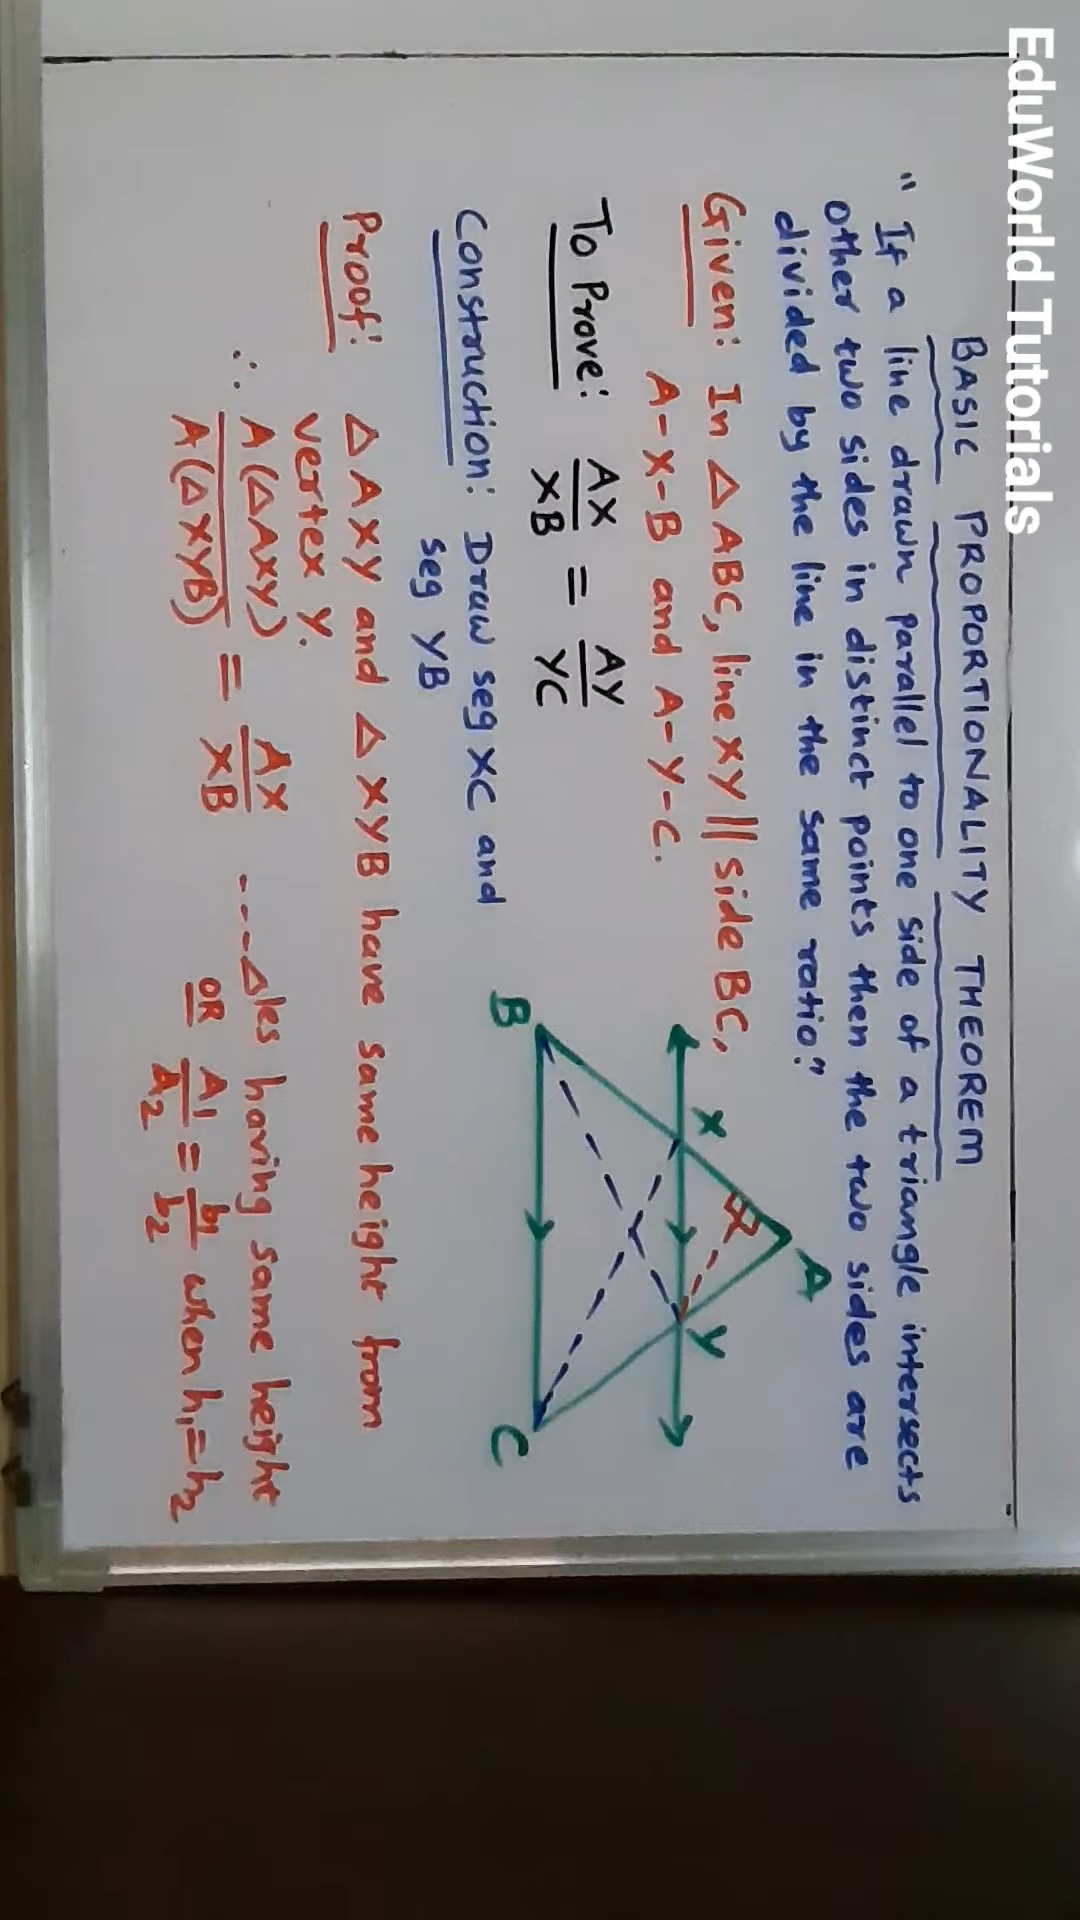 EduWorld Tutorials
BASIC PROPORTIONALITY THEOREM
" If a line drawn parallel to one side of a triangle intersects
other two sides in distinct points then the two sides are
divided by the line in the same ratio."
Given: In △ ABC, line XY || side BC,
A-X-B and A-Y-C.
To Prove: AX/XB = AY/YC
Construction: Draw seg XC and
seg YB
A
X
Y
B
C
Proof: △ AXY and △ XYB have same height from
vertex Y.
∴ A(△AXY)/A(△XYB) = AX/XB ----△les having same height
OR A1/A2 = b1/b2 when h1=h2